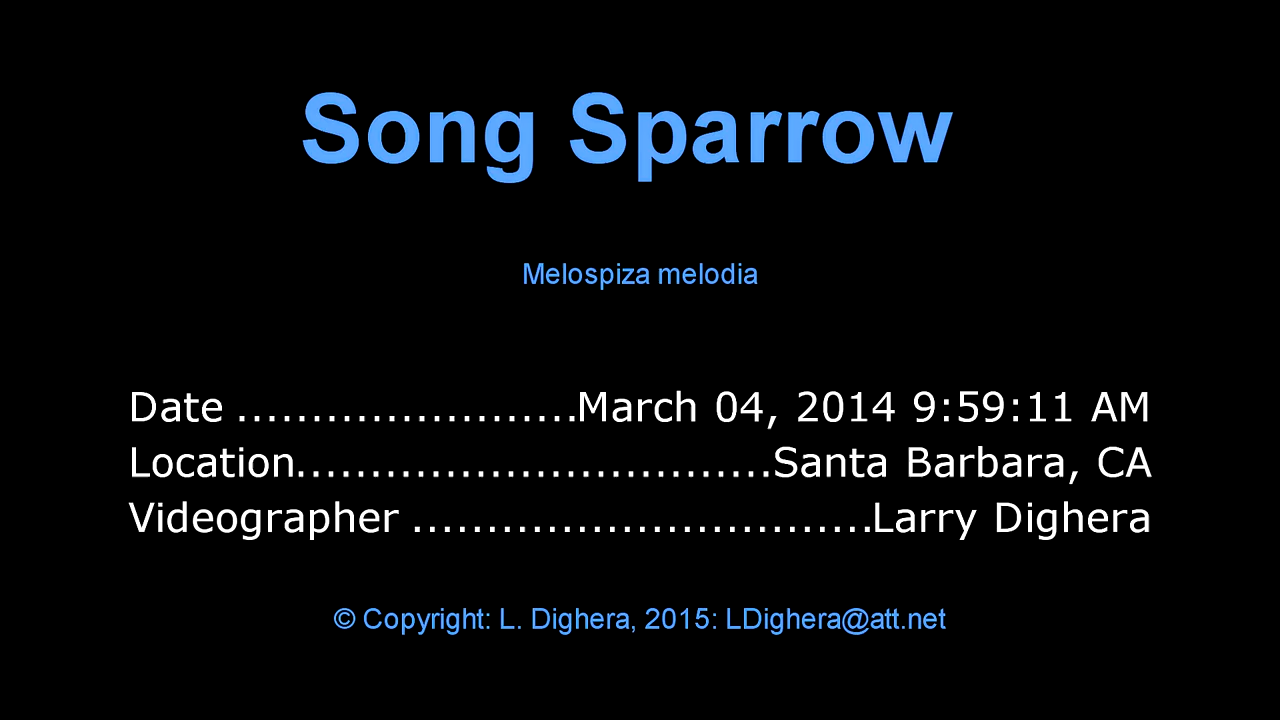 Song Sparrow
Melospiza melodia
Date .......................March 04, 2014 9:59:11 AM
Location................................Santa Barbara, CA
Videographer ...............................Larry Dighera
© Copyright: L. Dighera, 2015: LDighera@att.net